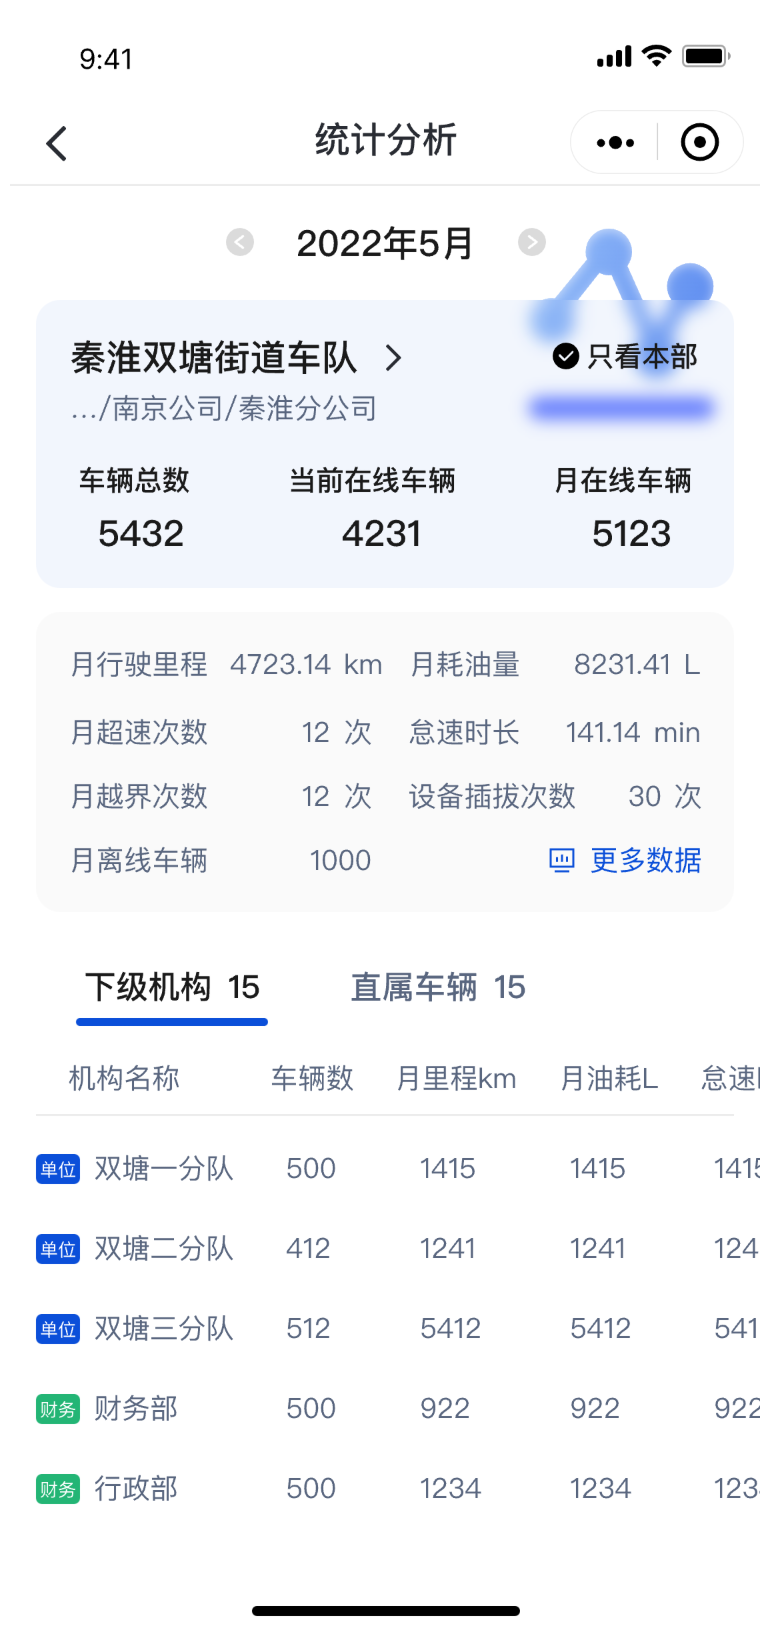 9:41
统计分析
2022年5月
秦淮双塘街道车队 只看本部
.../南京公司/秦淮分公司
车辆总数 当前在线车辆 月在线车辆
5432 4231 5123
月行驶里程 4723.14 km 月耗油量 8231.41 L
月超速次数 12 次 怠速时长 141.14 min
月越界次数 12 次 设备插拔次数 30 次
月离线车辆 1000 更多数据
下级机构 15 直属车辆 15
机构名称 车辆数 月里程km 月油耗L 怠速
单位 双塘一分队 500 1415 1415 1415
单位 双塘二分队 412 1241 1241 124
单位 双塘三分队 512 5412 5412 541
财务 财务部 500 922 922 922
财务 行政部 500 1234 1234 123